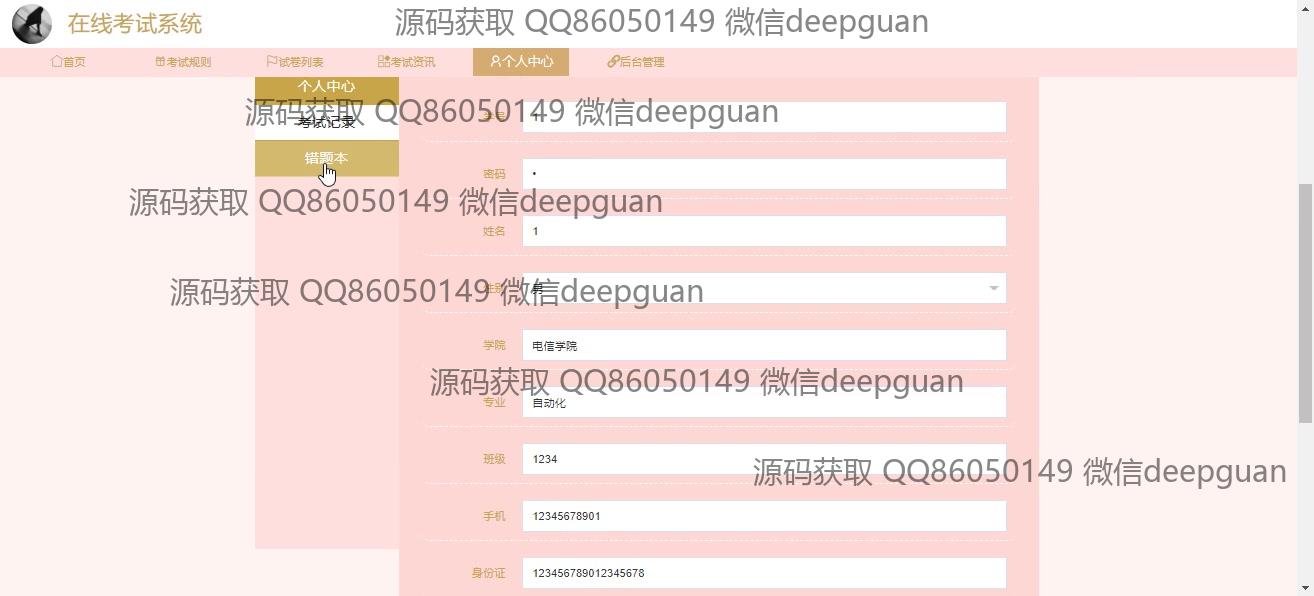 在线考试系统
源码获取 QQ86050149 微信deepguan
首页
考试规则
试卷列表
考试资讯
个人中心
后台管理
个人中心
源码获取 QQ86050149 微信deepguan
考试记录
错题本
密码
•
源码获取 QQ86050149 微信deepguan
姓名
1
源码获取 QQ86050149 微信deepguan
性别
男
学院
电信学院
源码获取 QQ86050149 微信deepguan
专业
自动化
班级
1234
源码获取 QQ86050149 微信deepguan
手机
12345678901
身份证
123456789012345678